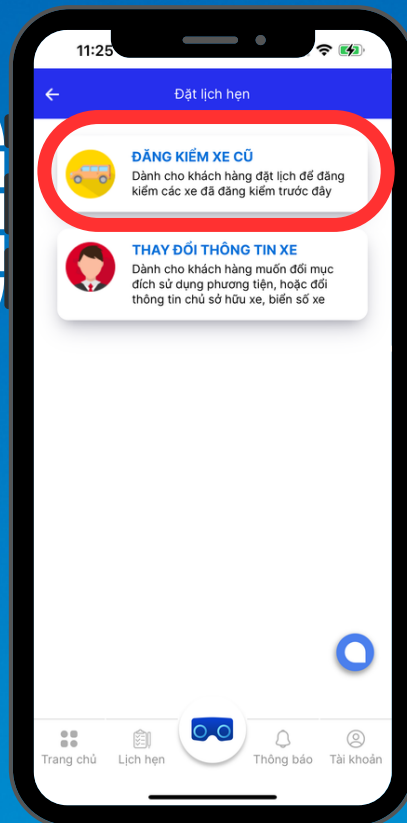 11:25
Đặt lịch hẹn
ĐĂNG KIỂM XE CŨ
Dành cho khách hàng đặt lịch để đăng
kiểm các xe đã đăng kiểm trước đây
THAY ĐỔI THÔNG TIN XE
Dành cho khách hàng muốn đổi mục
đích sử dụng phương tiện, hoặc đổi
thông tin chủ sở hữu xe, biển số xe
Trang chủ Lịch hẹn Thông báo Tài khoản